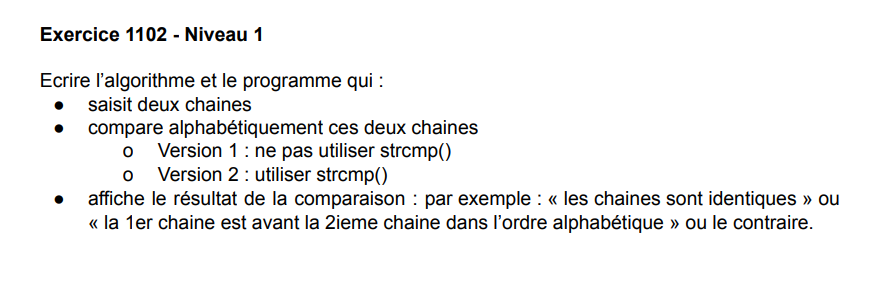 Exercice 1102 - Niveau 1
Ecrire l’algorithme et le programme qui :
● saisit deux chaines
● compare alphabétiquement ces deux chaines
o Version 1 : ne pas utiliser strcmp()
o Version 2 : utiliser strcmp()
● affiche le résultat de la comparaison : par exemple : « les chaines sont identiques » ou
« la 1er chaine est avant la 2ieme chaine dans l’ordre alphabétique » ou le contraire.